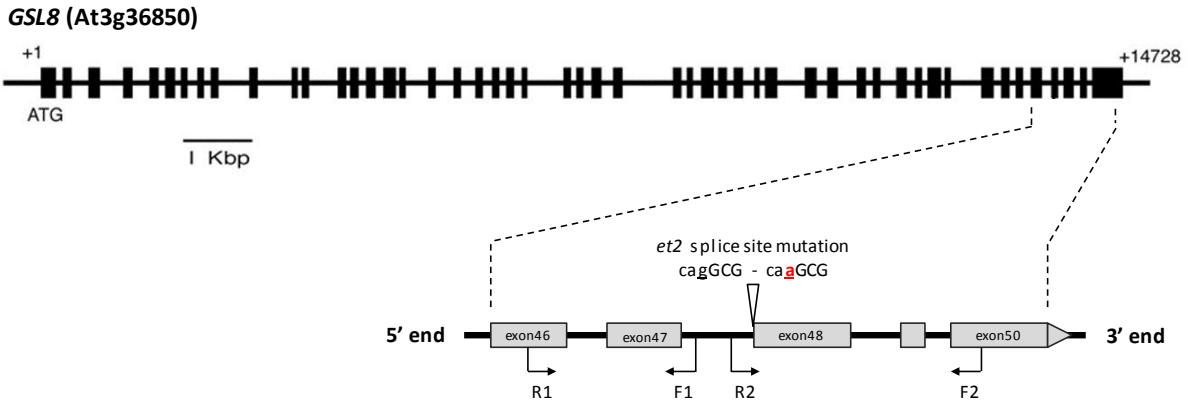 GSL8 (At3g36850)
+1
+14728
ATG
I Kbp
et2 splice site mutation
cagGCG - caaGCG
5’ end
exon46
exon47
exon48
exon50
3’ end
R1
F1
R2
F2